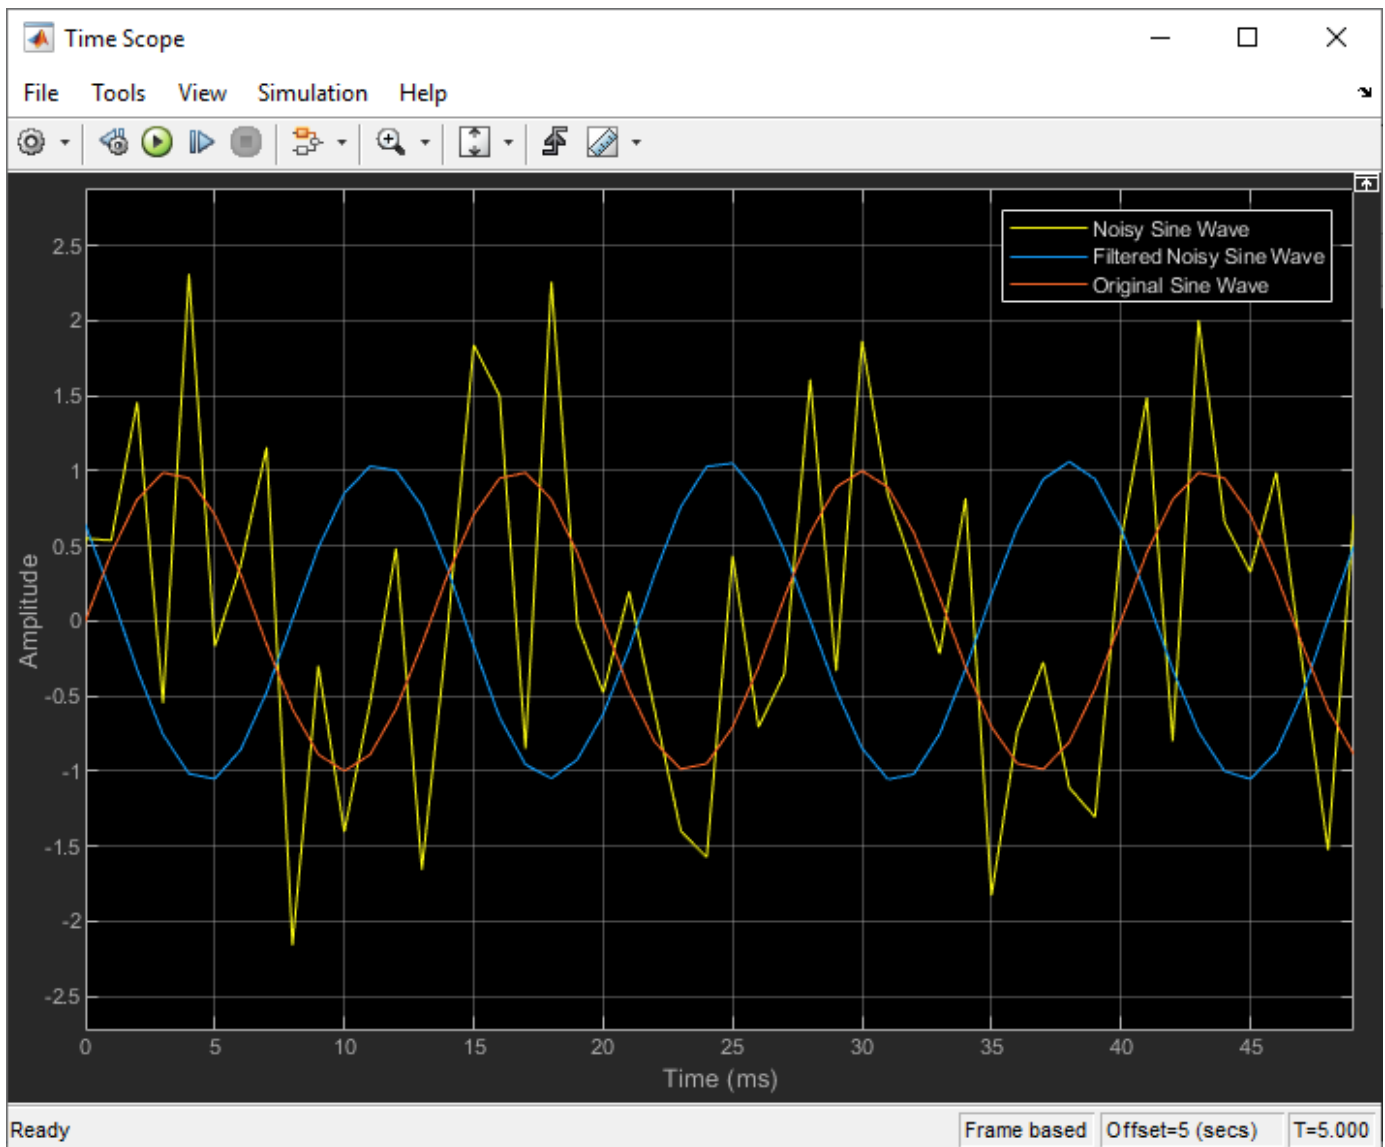 Time Scope
File Tools View Simulation Help
Noisy Sine Wave
Filtered Noisy Sine Wave
Original Sine Wave
2.5
2
1.5
1
0.5
0
-0.5
-1
-1.5
-2
-2.5
Amplitude
0 5 10 15 20 25 30 35 40 45
Time (ms)
Ready Frame based Offset=5 (secs) T=5.000